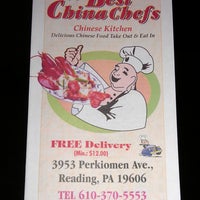 Best
China Chefs
Chinese Kitchen
Delicious Chinese Food Take Out & Eat In
FREE Delivery
(Min.: $12.00)
3953 Perkiomen Ave.,
Reading, PA 19606
TEL 610-370-5553